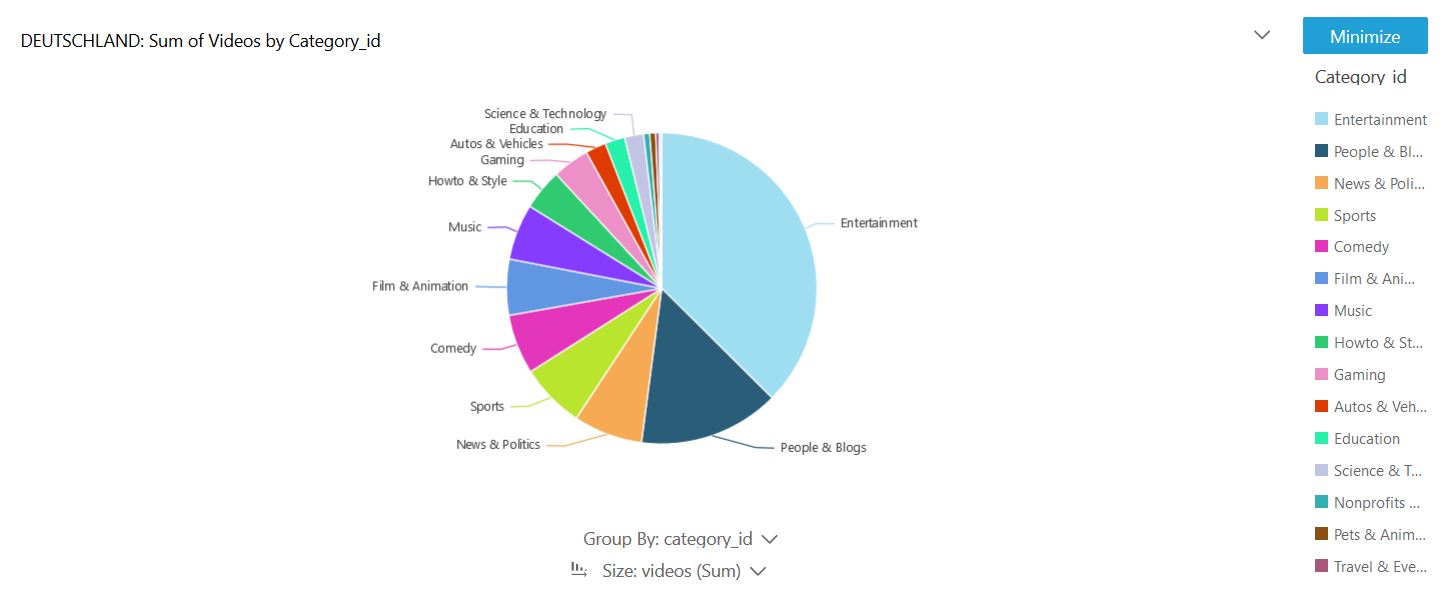 DEUTSCHLAND: Sum of Videos by Category_id
Minimize
Category_id
Science & Technology
Education
Autos & Vehicles
Gaming
Howto & Style
Music
Film & Animation
Comedy
Sports
News & Politics
Entertainment
People & Blogs
Entertainment
People & Bl...
News & Poli...
Sports
Comedy
Film & Ani...
Music
Howto & St...
Gaming
Autos & Veh...
Education
Science & T...
Nonprofits ...
Pets & Anim...
Travel & Eve...
Group By: category_id
Size: videos (Sum)